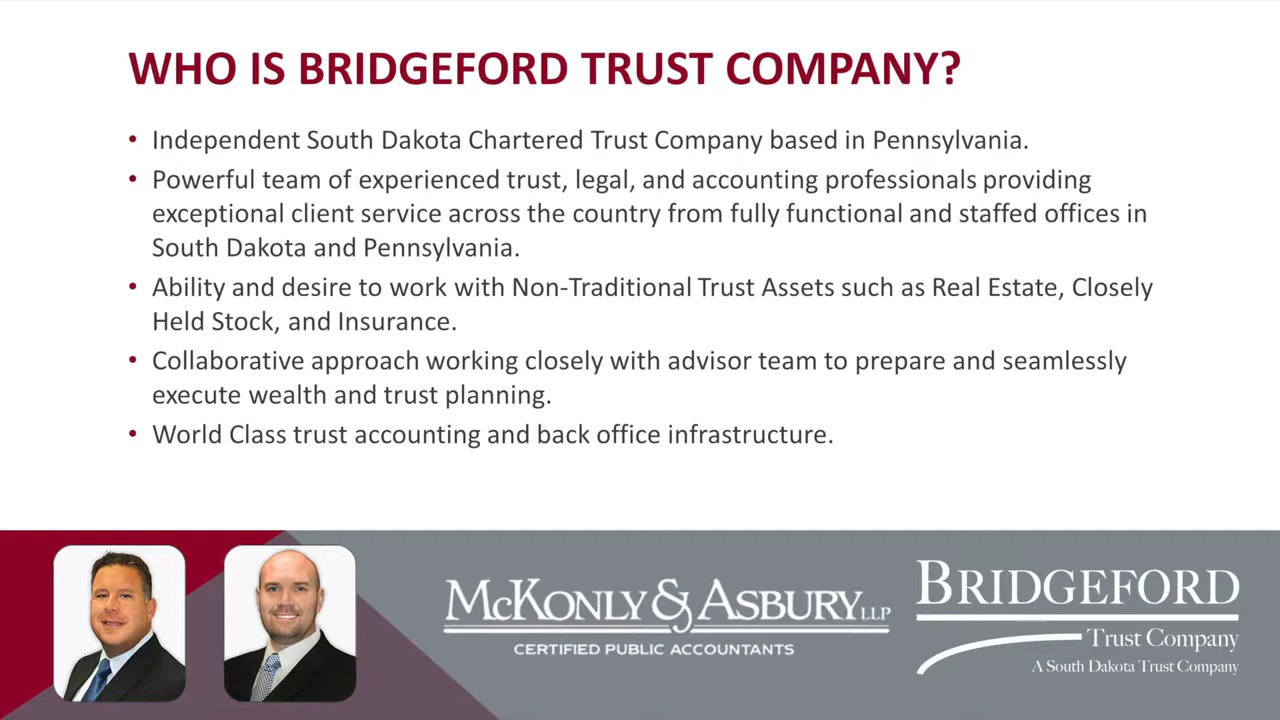 WHO IS BRIDGEFORD TRUST COMPANY?
• Independent South Dakota Chartered Trust Company based in Pennsylvania.
• Powerful team of experienced trust, legal, and accounting professionals providing
exceptional client service across the country from fully functional and staffed offices in
South Dakota and Pennsylvania.
• Ability and desire to work with Non-Traditional Trust Assets such as Real Estate, Closely
Held Stock, and Insurance.
• Collaborative approach working closely with advisor team to prepare and seamlessly
execute wealth and trust planning.
• World Class trust accounting and back office infrastructure.
McKonly & Asbury LLP
CERTIFIED PUBLIC ACCOUNTANTS
BRIDGEFORD
Trust Company
A South Dakota Trust Company